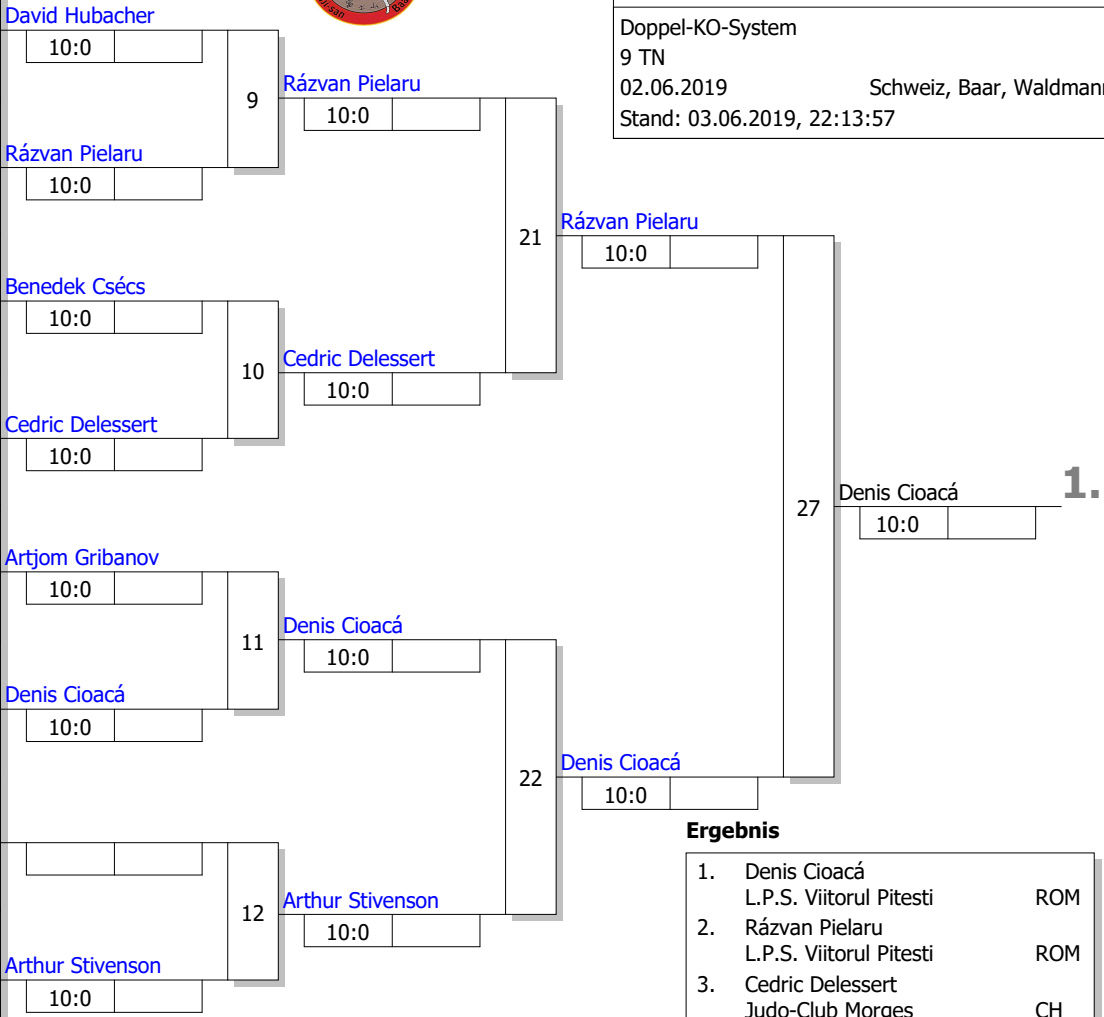 David Hubacher
10:0
Rázvan Pielaru
10:0
9
Rázvan Pielaru
10:0
Benedek Csécs
10:0
Cedric Delessert
10:0
10
Cedric Delessert
10:0
21
Rázvan Pielaru
10:0
Artjom Gribanov
10:0
Denis Cioacá
10:0
11
Denis Cioacá
10:0
Arthur Stivenson
10:0
12
Arthur Stivenson
10:0
22
Denis Cioacá
10:0
27
Denis Cioacá
10:0
1.
Doppel-KO-System
9 TN
02.06.2019 Schweiz, Baar,
Stand: 03.06.2019, 22:13:57
Ergebnis
1. Denis Cioacá
L.P.S. Viitorul Pitesti ROM
2. Rázvan Pielaru
L.P.S. Viitorul Pitesti ROM
3. Cedric Delessert
Judo-Club Morges CH